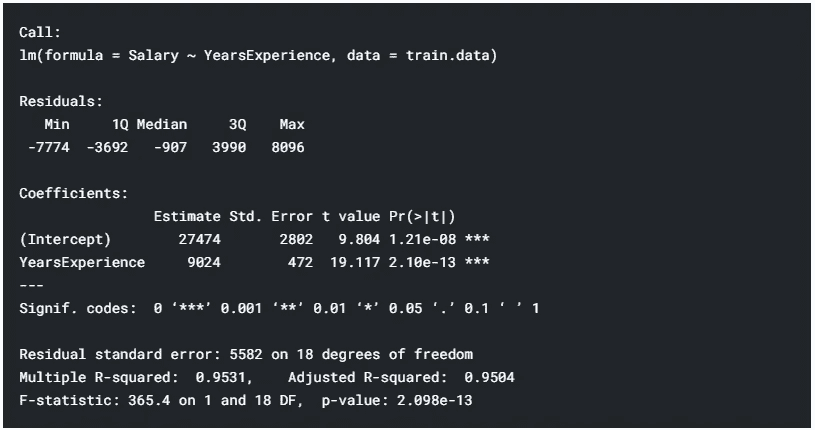 Call:
lm(formula = Salary ~ YearsExperience, data = train.data)
Residuals:
Min 1Q Median 3Q Max
-7774 -3692 -907 3990 8096
Coefficients:
Estimate Std. Error t value Pr(>|t|)
(Intercept) 27474 2802 9.804 1.21e-08 ***
YearsExperience 9024 472 19.117 2.10e-13 ***
---
Signif. codes: 0 ‘***’ 0.001 ‘**’ 0.01 ‘*’ 0.05 ‘.’ 0.1 ‘ ’ 1
Residual standard error: 5582 on 18 degrees of freedom
Multiple R-squared: 0.9531, Adjusted R-squared: 0.9504
F-statistic: 365.4 on 1 and 18 DF, p-value: 2.098e-13